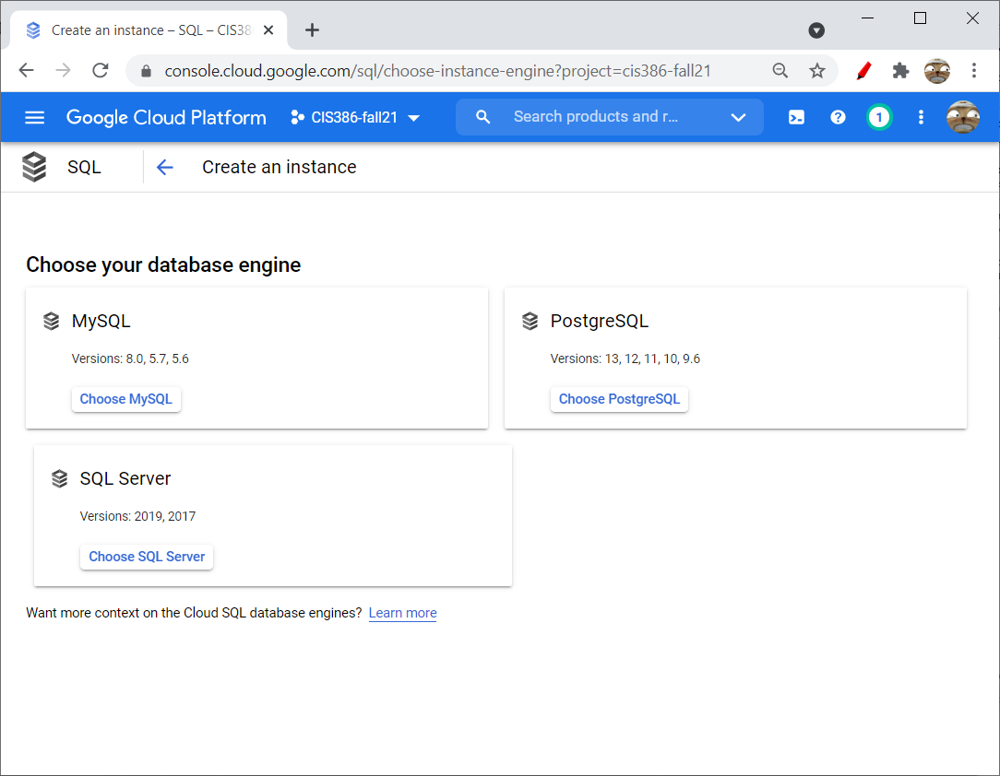 Create an instance – SQL – CIS38
console.cloud.google.com/sql/choose-instance-engine?project=cis386-fall21
Google Cloud Platform CIS386-fall21 Search products and r... 1
SQL Create an instance
Choose your database engine
MySQL
Versions: 8.0, 5.7, 5.6
Choose MySQL
PostgreSQL
Versions: 13, 12, 11, 10, 9.6
Choose PostgreSQL
SQL Server
Versions: 2019, 2017
Choose SQL Server
Want more context on the Cloud SQL database engines? Learn more